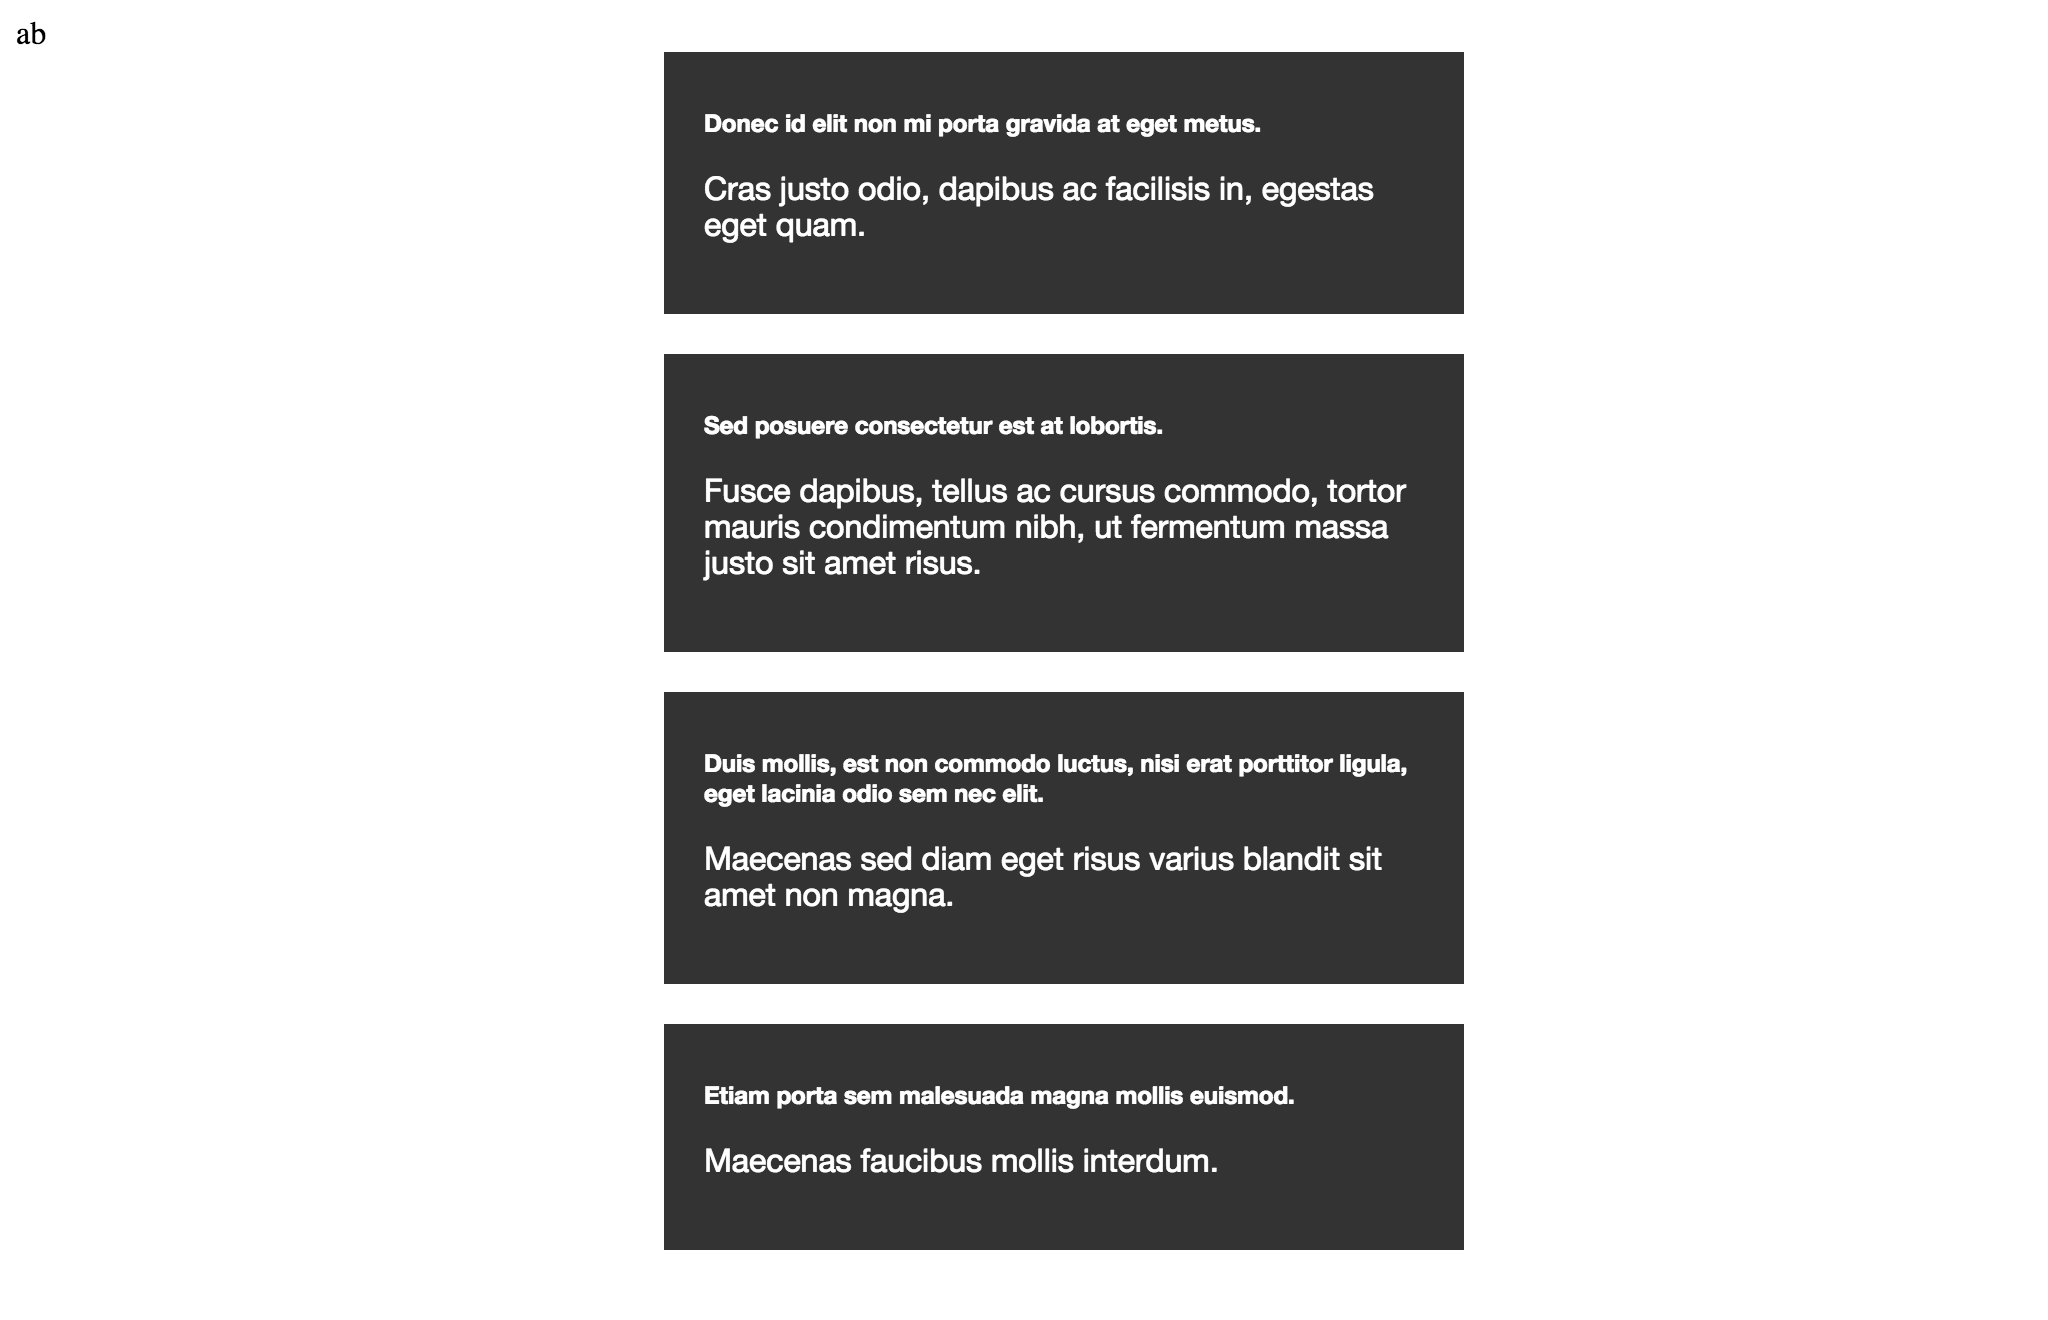 ab
Donec id elit non mi porta gravida at eget metus.
Cras justo odio, dapibus ac facilisis in, egestas
eget quam.
Sed posuere consectetur est at lobortis.
Fusce dapibus, tellus ac cursus commodo, tortor
mauris condimentum nibh, ut fermentum massa
justo sit amet risus.
Duis mollis, est non commodo luctus, nisi erat porttitor ligula,
eget lacinia odio sem nec elit.
Maecenas sed diam eget risus varius blandit sit
amet non magna.
Etiam porta sem malesuada magna mollis euismod.
Maecenas faucibus mollis interdum.